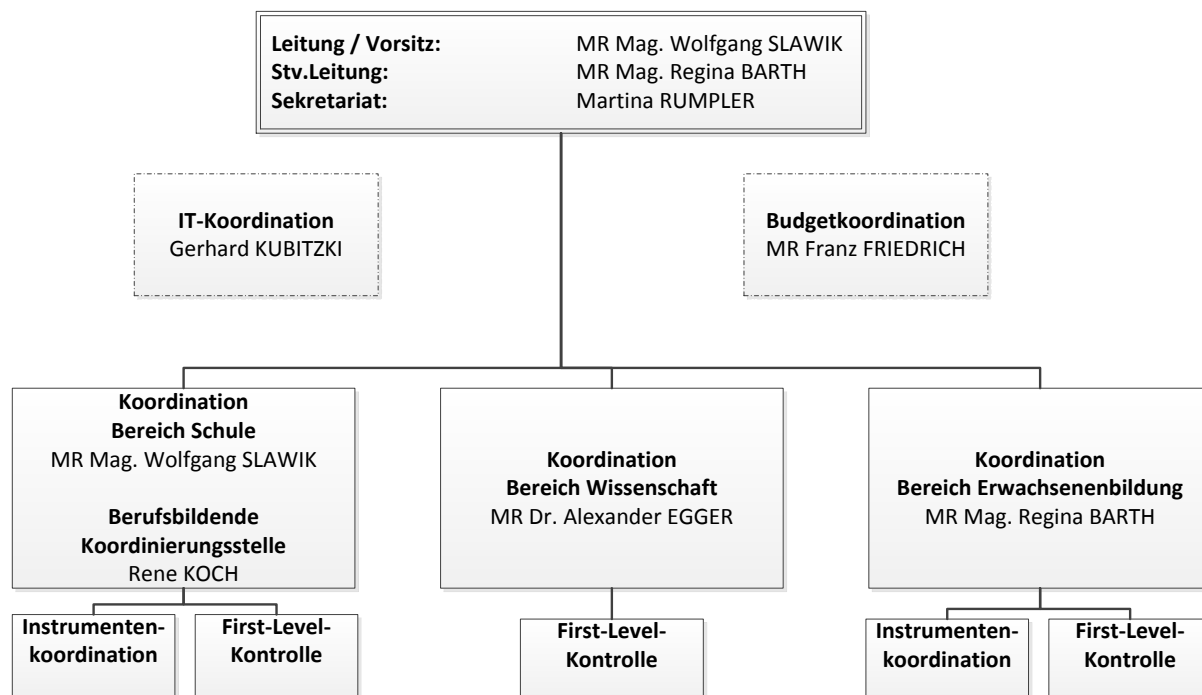 Leitung / Vorsitz: MR Mag. Wolfgang SLAWIK
Stv.Leitung: MR Mag. Regina BARTH
Sekretariat: Martina RUMPLER
IT-Koordination
Gerhard KUBITZKI
Budgetkoordination
MR Franz FRIEDRICH
Koordination
Bereich Schule
MR Mag. Wolfgang SLAWIK
Berufsbildende
Koordinierungsstelle
Rene KOCH
Koordination
Bereich Wissenschaft
MR Dr. Alexander EGGER
Koordination
Bereich Erwachsenenbildung
MR Mag. Regina BARTH
Instrumenten-
koordination
First-Level-
Kontrolle
First-Level-
Kontrolle
Instrumenten-
koordination
First-Level-
Kontrolle